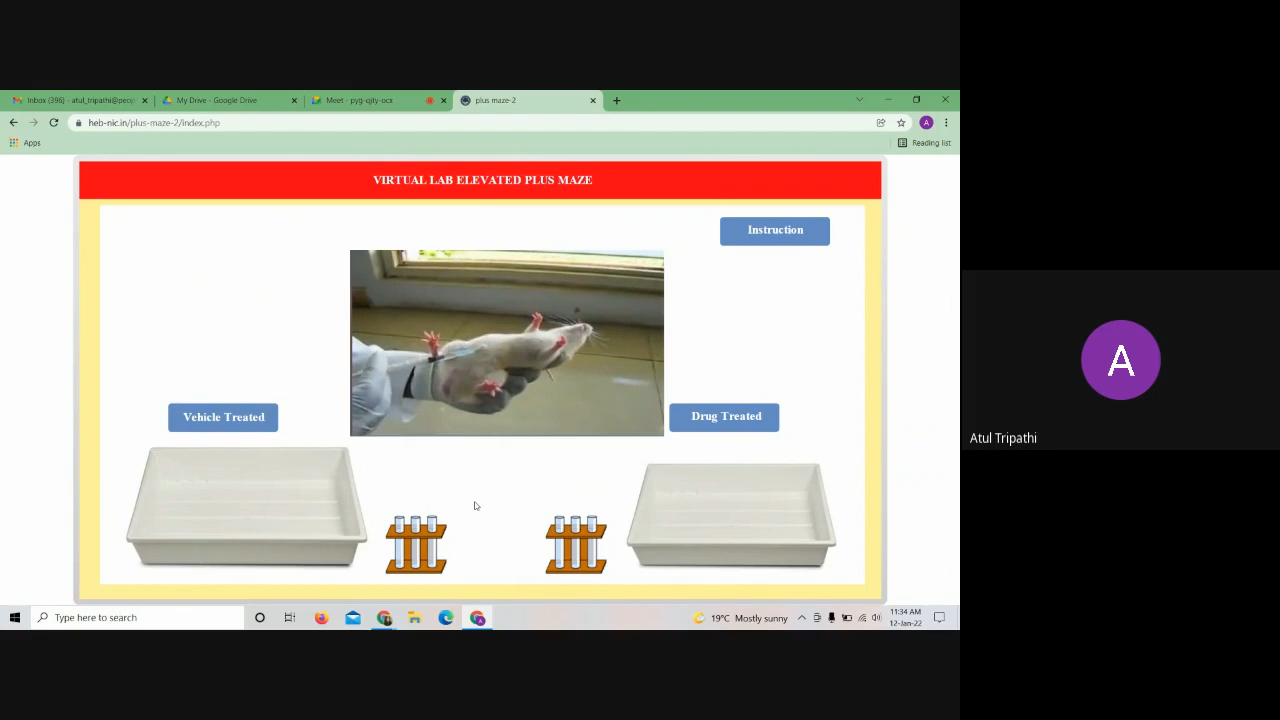 Inbox (396) - atul_tripathi@peop
My Drive - Google Drive
Meet - pyg-qjty-ocx
plus maze-2
heb-nic.in/plus-maze-2/index.php
A
Apps
Reading list
VIRTUAL LAB ELEVATED PLUS MAZE
Instruction
Vehicle Treated
Drug Treated
A
Atul Tripathi
Type here to search
19°C Mostly sunny
11:34 AM
12-Jan-22